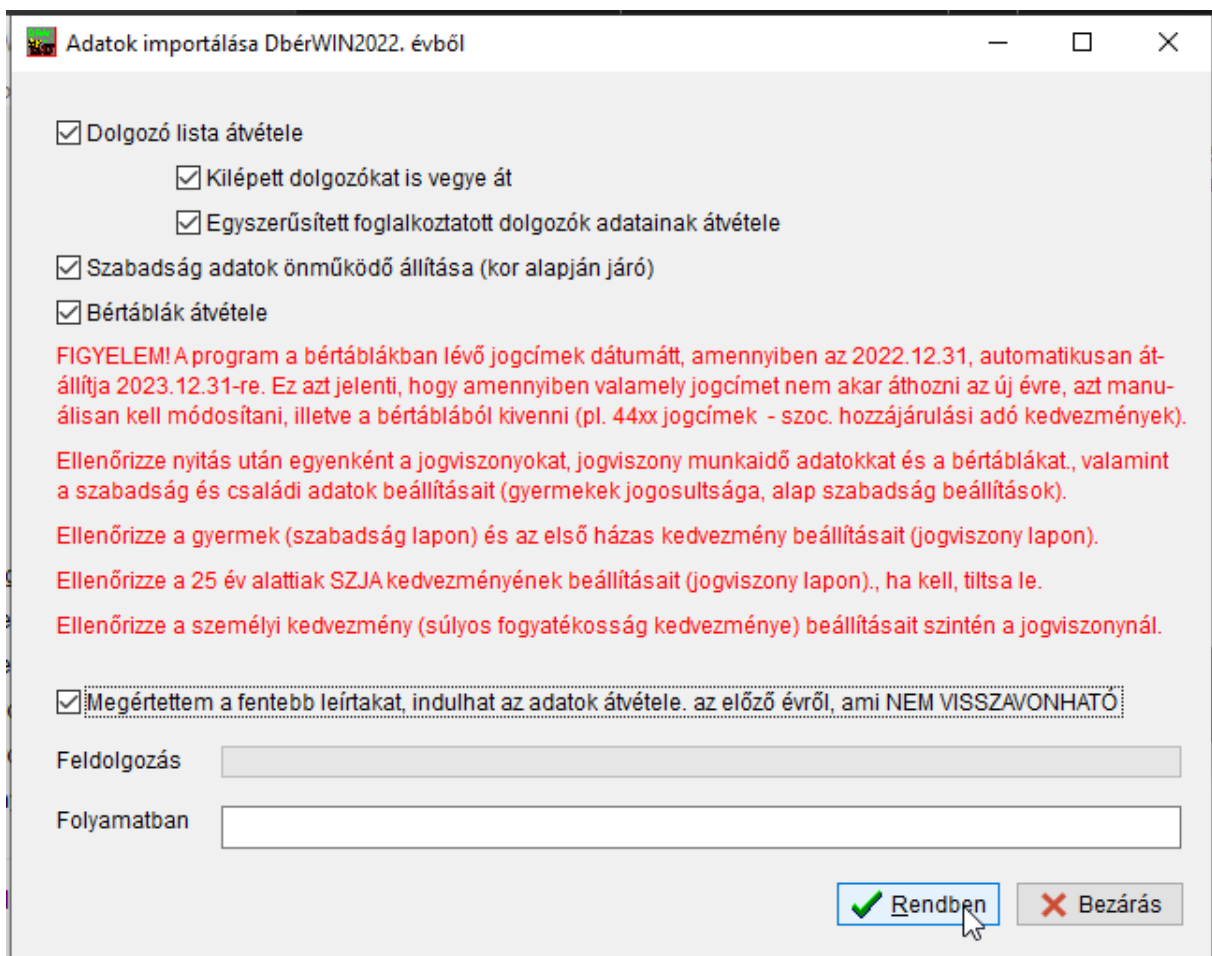 Adatok importálása DbérWIN2022. évből
Dolgozó lista átvétele
Kilépett dolgozókat is vegye át
Egyszerűsített foglalkoztatott dolgozók adatainak átvétele
Szabadság adatok önműködő állítása (kor alapján járó)
Bértáblák átvétele
FIGYELEM! A program a bértáblákban lévő jogcímek dátumátt, amennyiben az 2022.12.31, automatikusan át-
állítja 2023.12.31-re. Ez azt jelenti, hogy amennyiben valamely jogcímet nem akar áthozni az új évre, azt manu-
álisan kell módosítani, illetve a bértáblából kivenni (pl. 44xx jogcímek - szoc. hozzájárulási adó kedvezmények).
Ellenőrizze nyitás után egyenként a jogviszonyokat, jogviszony munkaidő adatokkat és a bértáblákat., valamint
a szabadság és családi adatok beállításait (gyermekek jogosultsága, alap szabadság beállítások).
Ellenőrizze a gyermek (szabadság lapon) és az első házas kedvezmény beállításait (jogviszony lapon).
Ellenőrizze a 25 év alattiak SZJA kedvezményének beállításait (jogviszony lapon)., ha kell, tiltsa le.
Ellenőrizze a személyi kedvezmény (súlyos fogyatékosság kedvezménye) beállításait szintén a jogviszonynál.
Megértettem a fentebb leírtakat, indulhat az adatok átvétele. az előző évről, ami NEM VISSZAVONHATÓ
Feldolgozás
Folyamatban
Rendben Bezárás